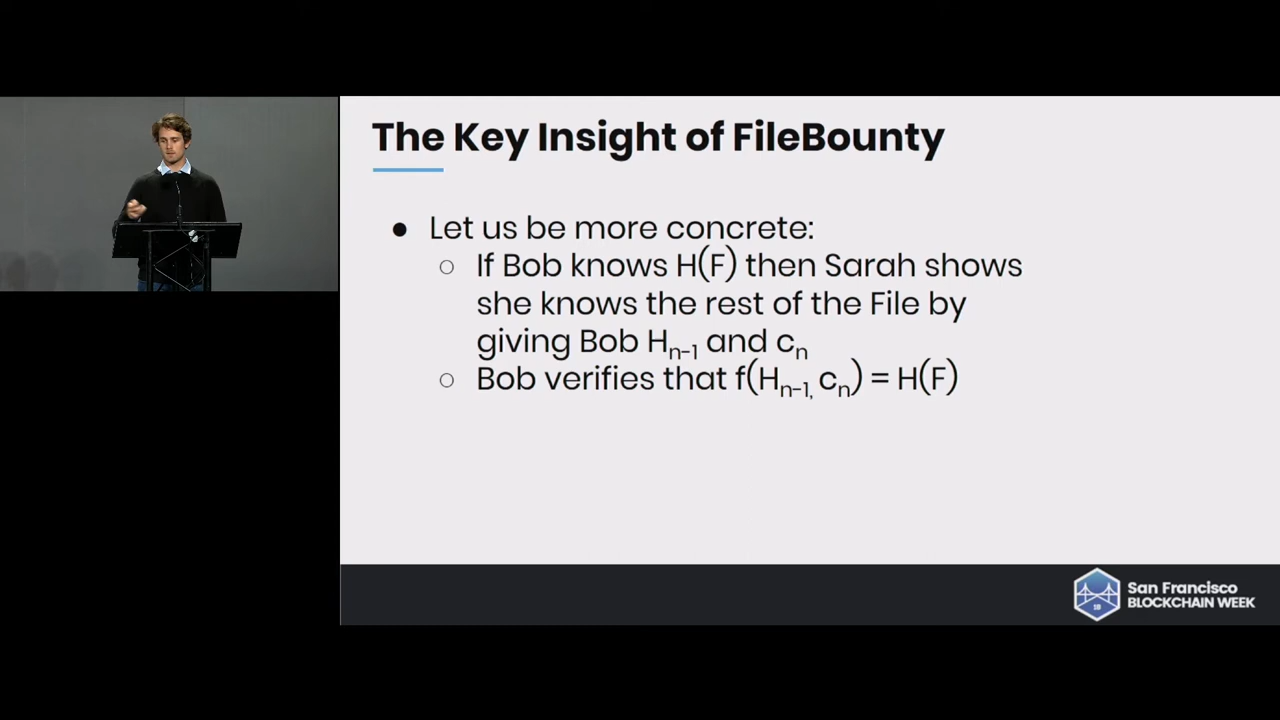 The Key Insight of FileBounty
● Let us be more concrete:
○ If Bob knows H(F) then Sarah shows
she knows the rest of the File by
giving Bob Hₙ₋₁ and cₙ
○ Bob verifies that f(Hₙ₋₁, cₙ) = H(F)
18
San Francisco
BLOCKCHAIN WEEK